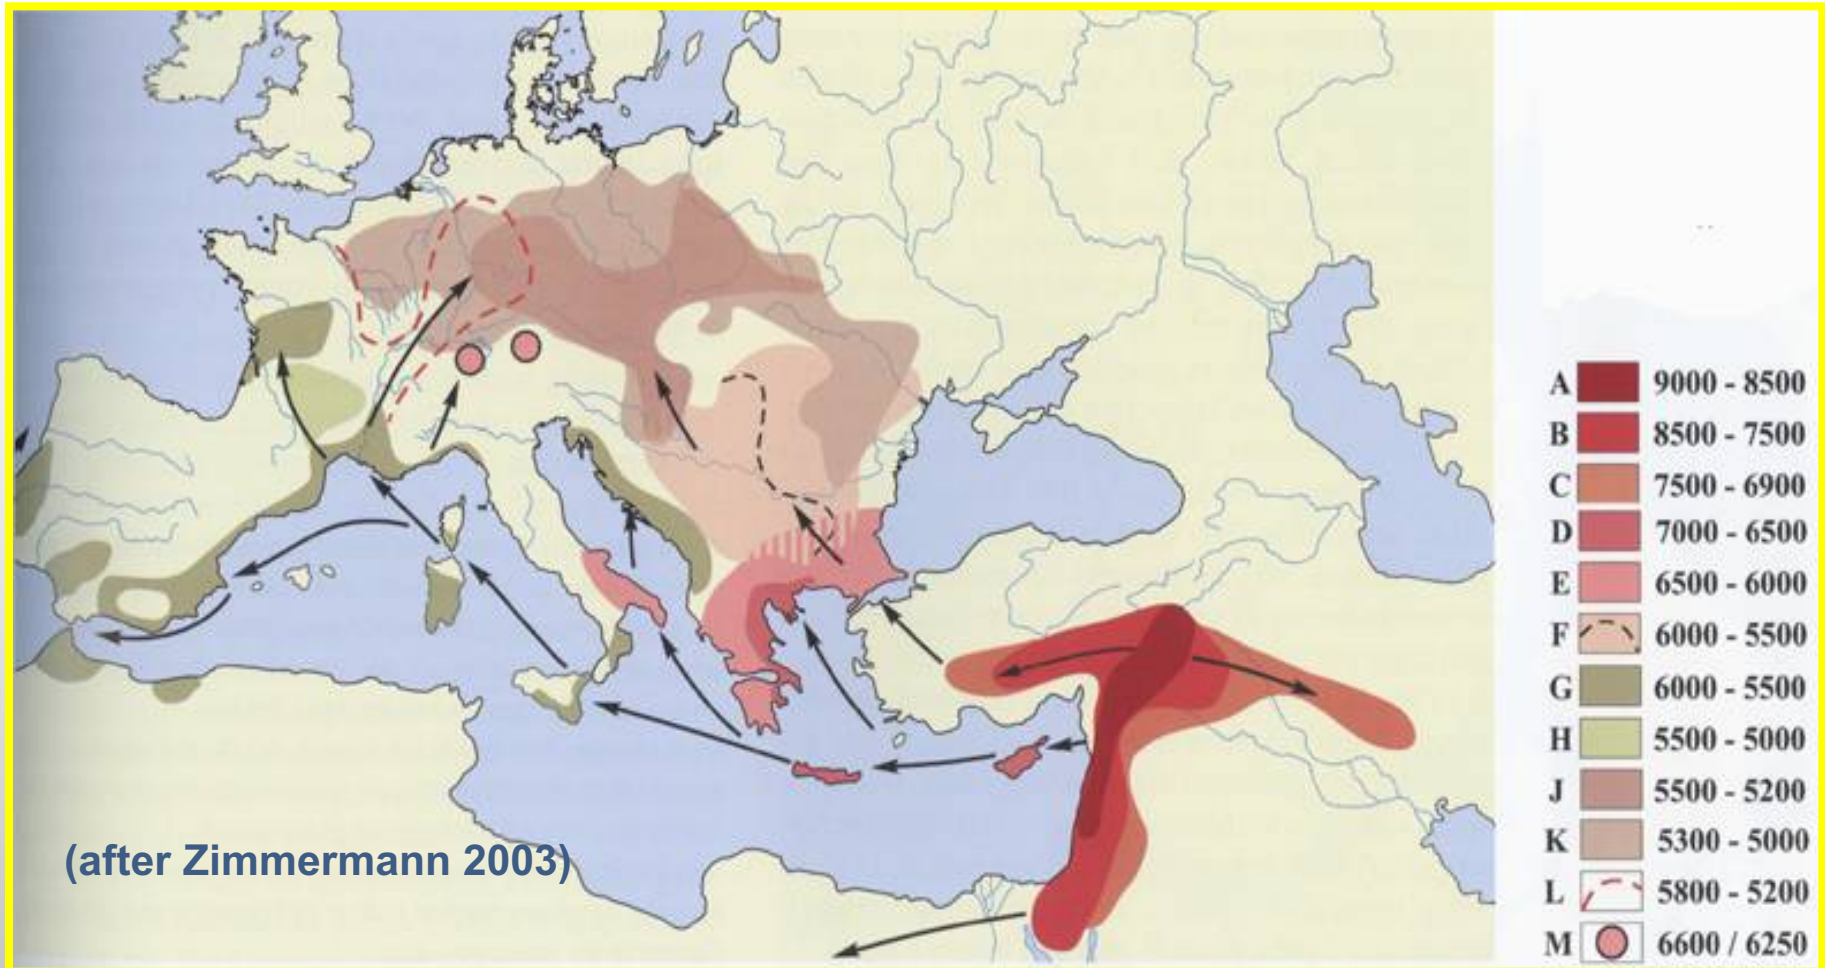 A 9000 - 8500
B 8500 - 7500
C 7500 - 6900
D 7000 - 6500
E 6500 - 6000
F 6000 - 5500
G 6000 - 5500
H 5500 - 5000
J 5500 - 5200
K 5300 - 5000
L 5800 - 5200
M 6600 / 6250
(after Zimmermann 2003)